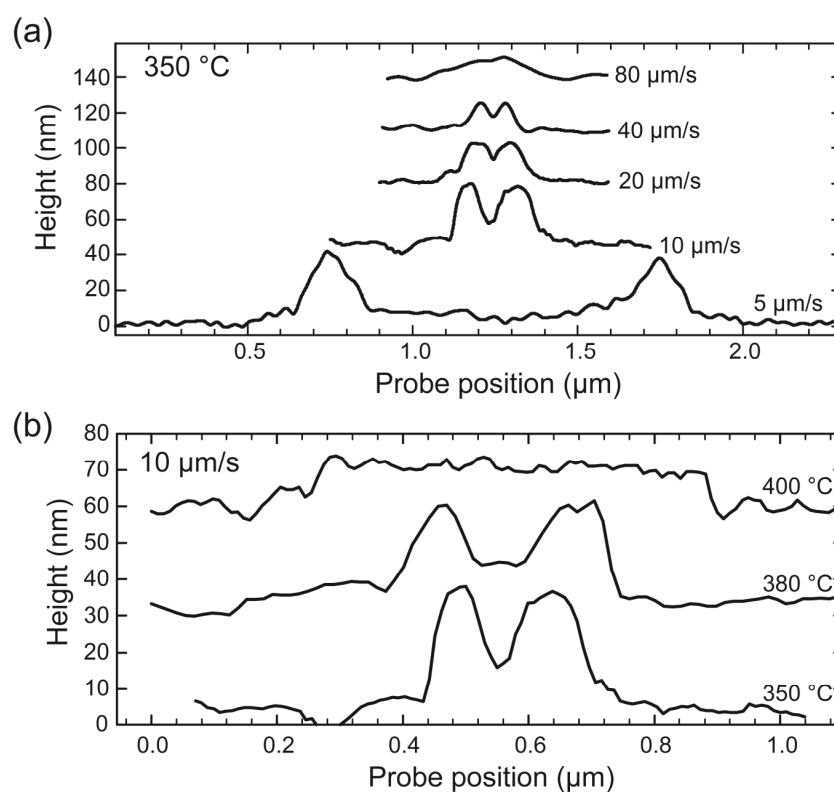 (a)
350 °C
80 µm/s
40 µm/s
20 µm/s
10 µm/s
5 µm/s
140
120
100
80
60
40
20
0
Height (nm)
0.5 1.0 1.5 2.0
Probe position (µm)
(b)
10 µm/s
400 °C
380 °C
350 °C
80
70
60
50
40
30
20
10
0
Height (nm)
0.0 0.2 0.4 0.6 0.8 1.0
Probe position (µm)